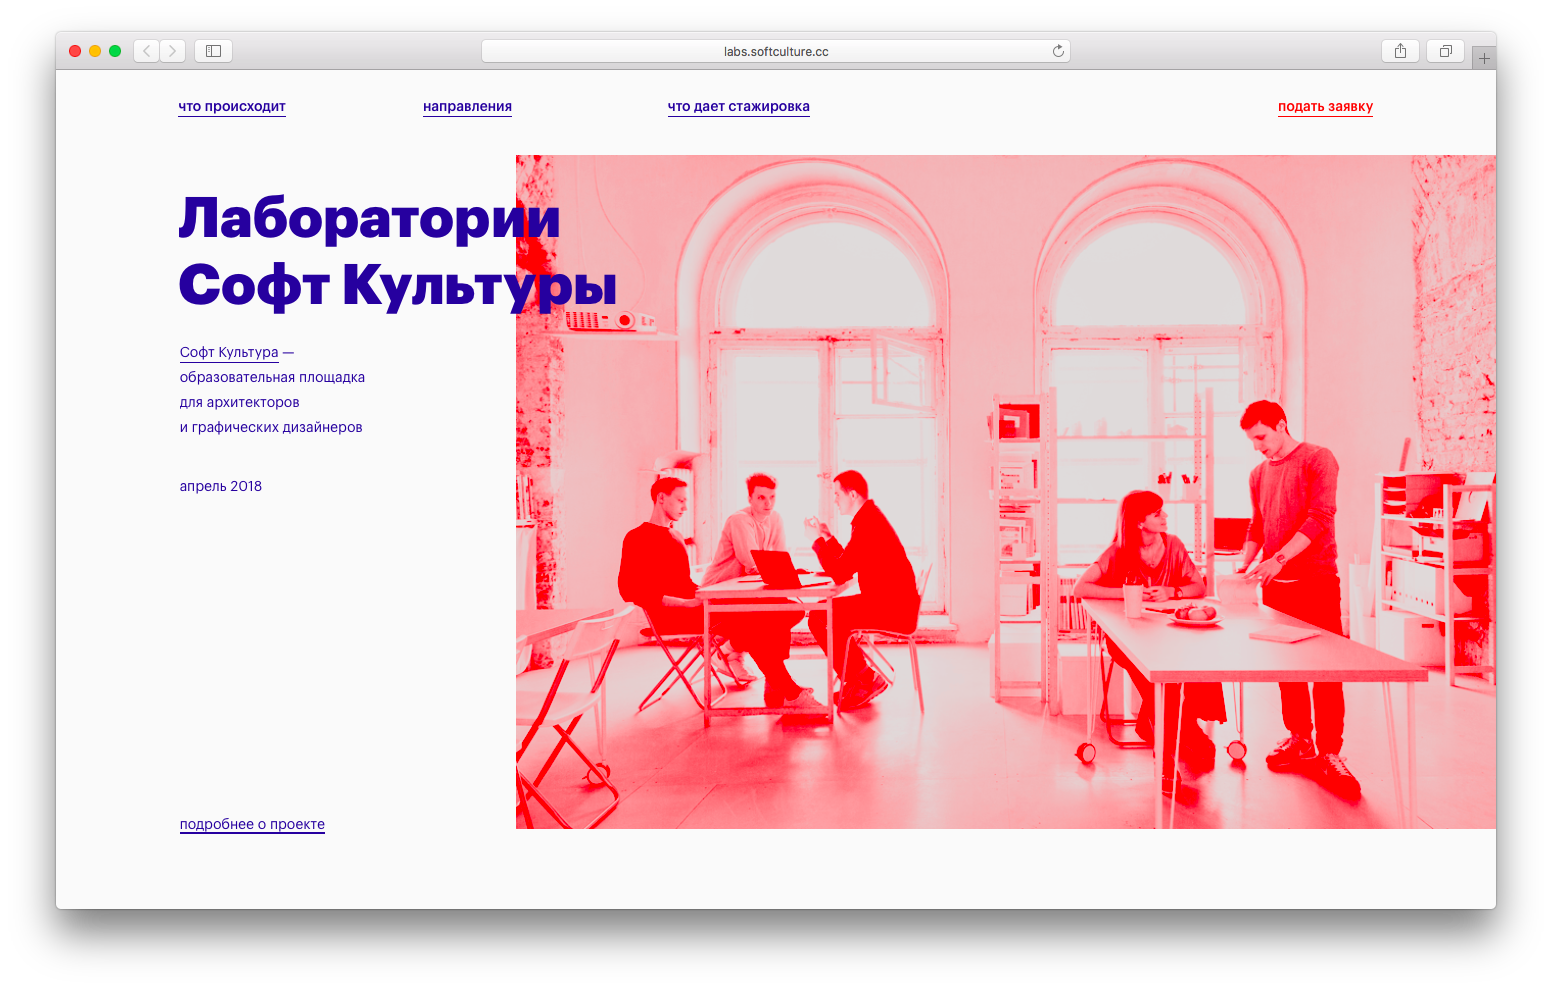 labs.softculture.cc
что происходит
направления
что дает стажировка
подать заявку
Лаборатории
Софт Культуры
Софт Культура —
образовательная площадка
для архитекторов
и графических дизайнеров
апрель 2018
подробнее о проекте